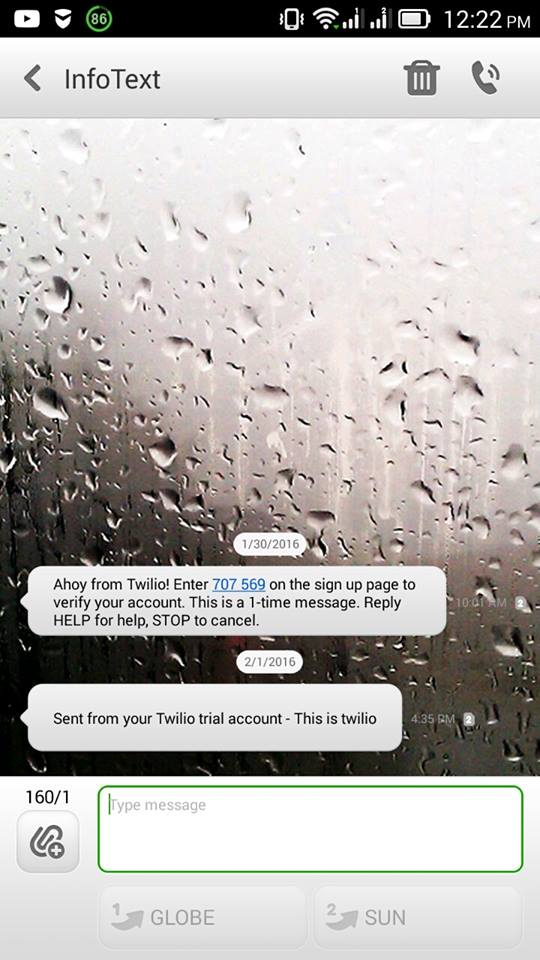 86 1 2 12:22 PM
InfoText
1/30/2016
Ahoy from Twilio! Enter 707 569 on the sign up page to
verify your account. This is a 1-time message. Reply
HELP for help, STOP to cancel.
10:01 AM 2
2/1/2016
Sent from your Twilio trial account - This is twilio
4:35 PM 2
160/1
Type message
1 GLOBE
2 SUN